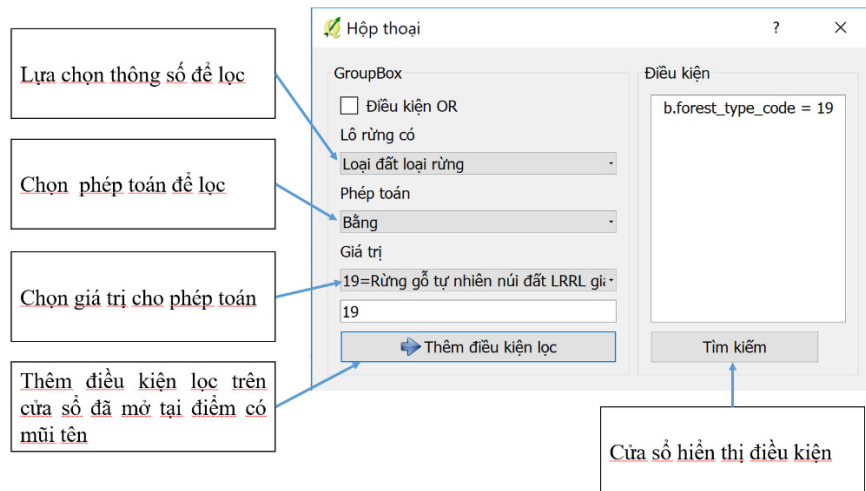 Hộp thoại
?
Lựa chọn thông số để lọc
Chọn phép toán để lọc
Chọn giá trị cho phép toán
Thêm điều kiện lọc trên
cửa sổ đã mở tại điểm có
mũi tên
GroupBox
Điều kiện OR
Lô rừng có
Loại đất loại rừng
Phép toán
Bằng
Giá trị
19=Rừng gỗ tự nhiên núi đất LRRL già
19
Thêm điều kiện lọc
Điều kiện
b.forest_type_code = 19
Tìm kiếm
Cửa sổ hiển thị điều kiện